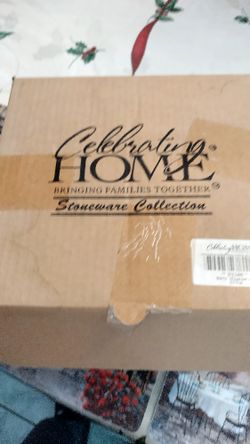 Celebrating
HOME
BRINGING FAMILIES TOGETHER
Stoneware Collection